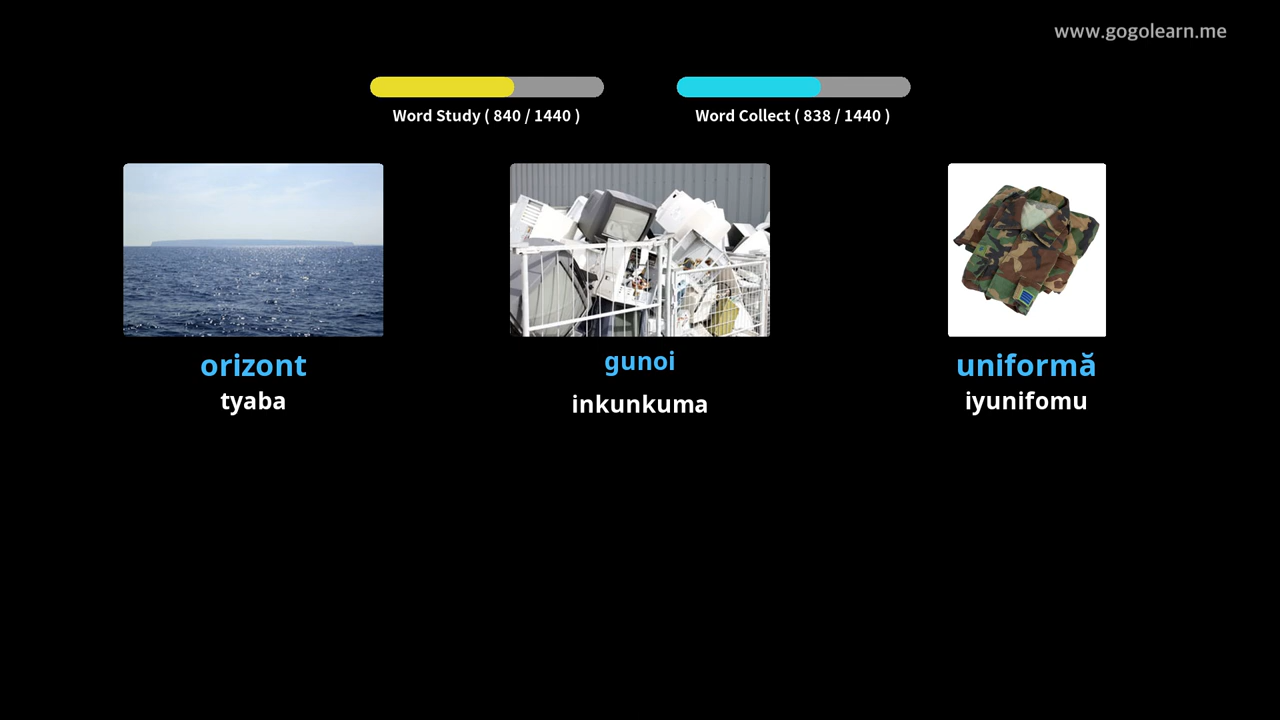 www.gogolearn.me
Word Study ( 840 / 1440 )
Word Collect ( 838 / 1440 )
orizont
tyaba
gunoi
inkunkuma
uniformă
iyunifomu